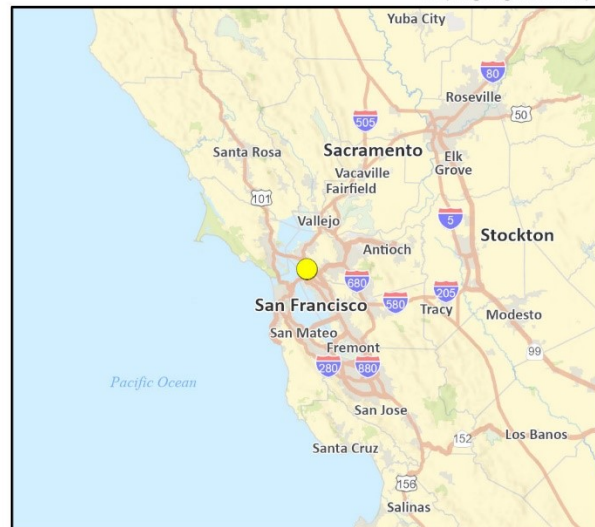 Yuba City
80
Roseville
505
50
Santa Rosa
Sacramento
Elk
Grove
Vacaville
Fairfield
101
Vallejo
5
Stockton
Antioch
680
San Francisco
580
205
Tracy
Modesto
San Mateo
Fremont
99
280
880
Pacific Ocean
San Jose
152
Los Banos
Santa Cruz
156
Salinas